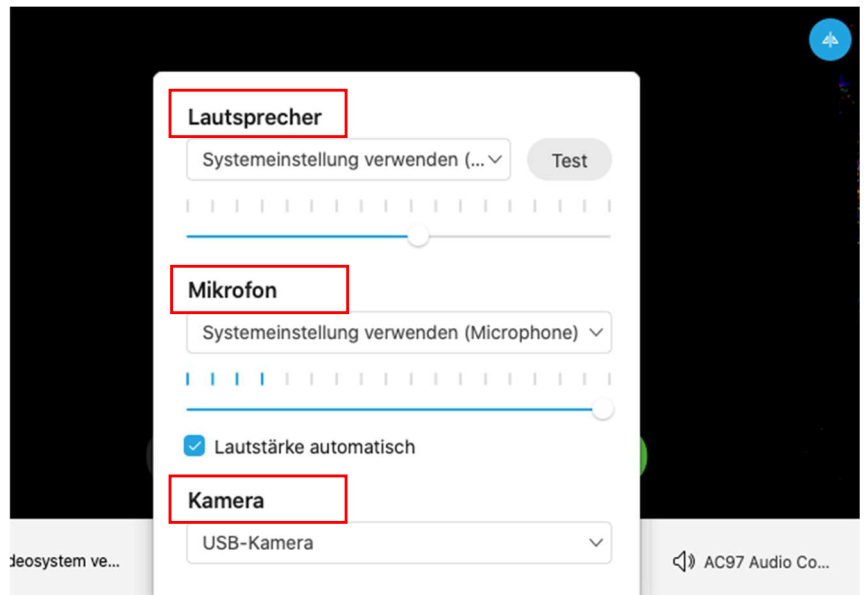 Lautsprecher
Systemeinstellung verwenden (...
Test
Mikrofon
Systemeinstellung verwenden (Microphone)
Lautstärke automatisch
Kamera
USB-Kamera
deosystem ve...
AC97 Audio Co...